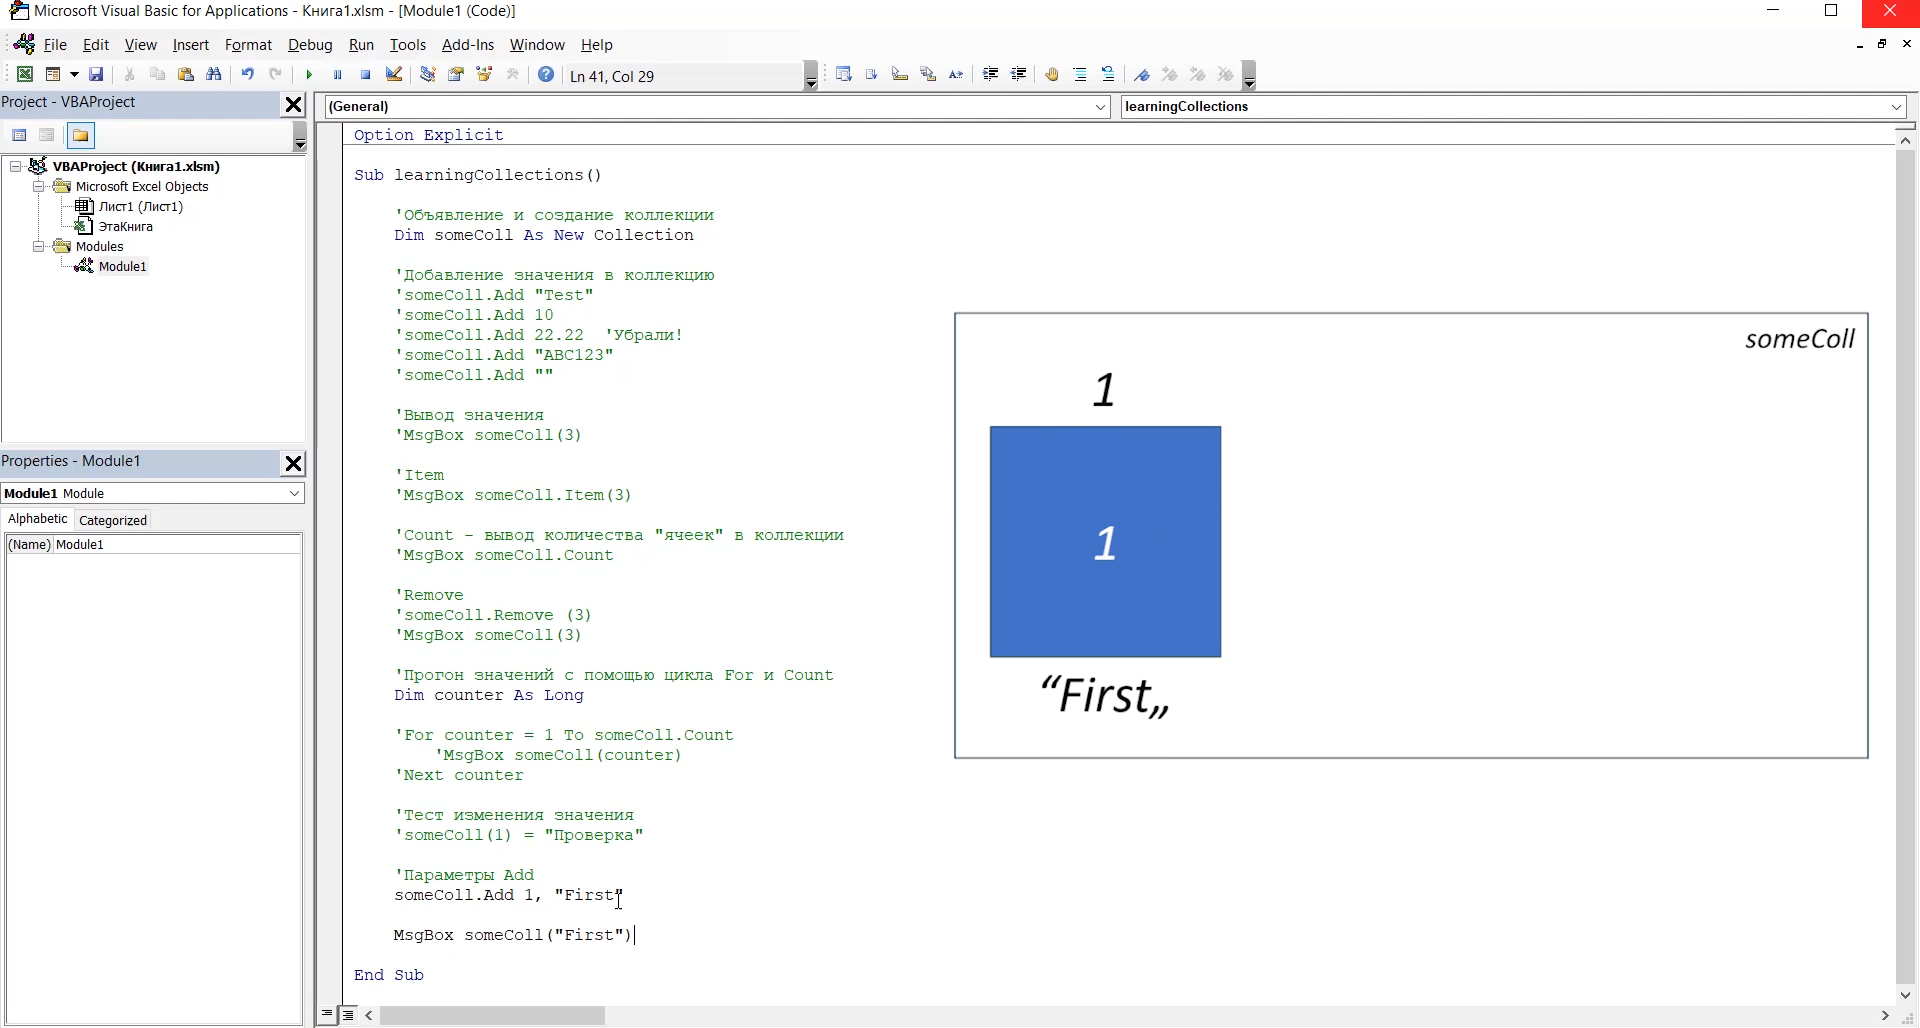 Microsoft Visual Basic for Applications - Книга1.xlsm - [Module1 (Code)]
File Edit View Insert Format Debug Run Tools Add-Ins Window Help
Ln 41, Col 29
Project - VBAProject
VBAProject (Книга1.xlsm)
Microsoft Excel Objects
Лист1 (Лист1)
ЭтаКнига
Modules
Module1
Properties - Module1
Module1 Module
Alphabetic Categorized
(Name) Module1
(General) learningCollections
Option Explicit
Sub learningCollections()
'Объявление и создание коллекции
Dim someColl As New Collection
'Добавление значения в коллекцию
'someColl.Add "Test"
'someColl.Add 10
'someColl.Add 22.22 'Убрали!
'someColl.Add "ABC123"
'someColl.Add ""
'Вывод значения
'MsgBox someColl(3)
'Item
'MsgBox someColl.Item(3)
'Count - вывод количества "ячеек" в коллекции
'MsgBox someColl.Count
'Remove
'someColl.Remove (3)
'MsgBox someColl(3)
'Прогон значений с помощью цикла For и Count
Dim counter As Long
'For counter = 1 To someColl.Count
'MsgBox someColl(counter)
'Next counter
'Тест изменения значения
'someColl(1) = "Проверка"
'Параметры Add
someColl.Add 1, "First"
MsgBox someColl("First")
End Sub
someColl
1
1
“First„